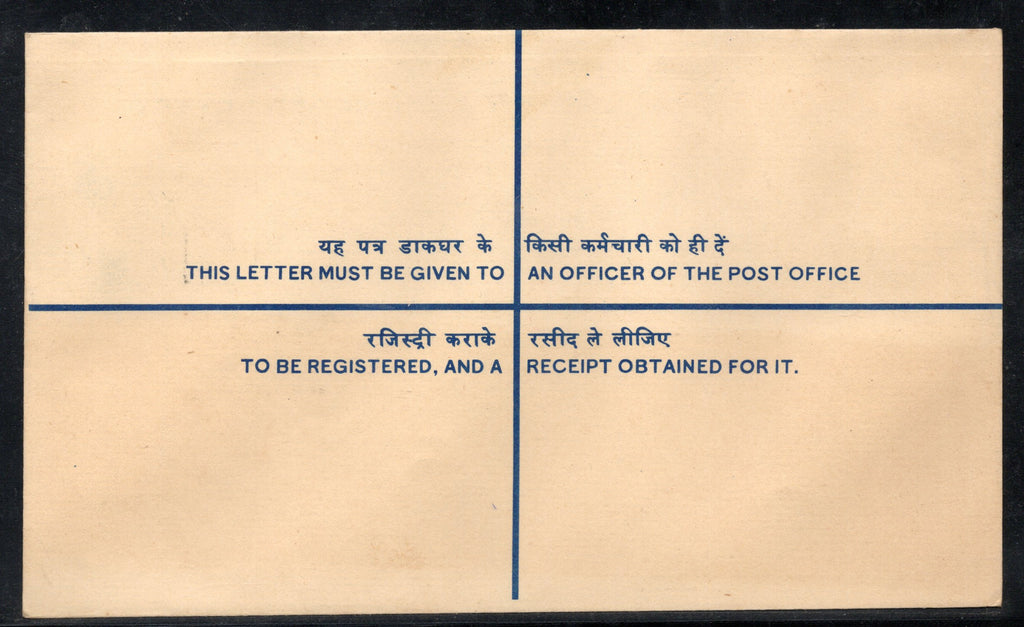 यह पत्र डाकघर के किसी कर्मचारी को ही दें
THIS LETTER MUST BE GIVEN TO AN OFFICER OF THE POST OFFICE
रजिस्ट्री कराके रसीद ले लीजिए
TO BE REGISTERED, AND A RECEIPT OBTAINED FOR IT.